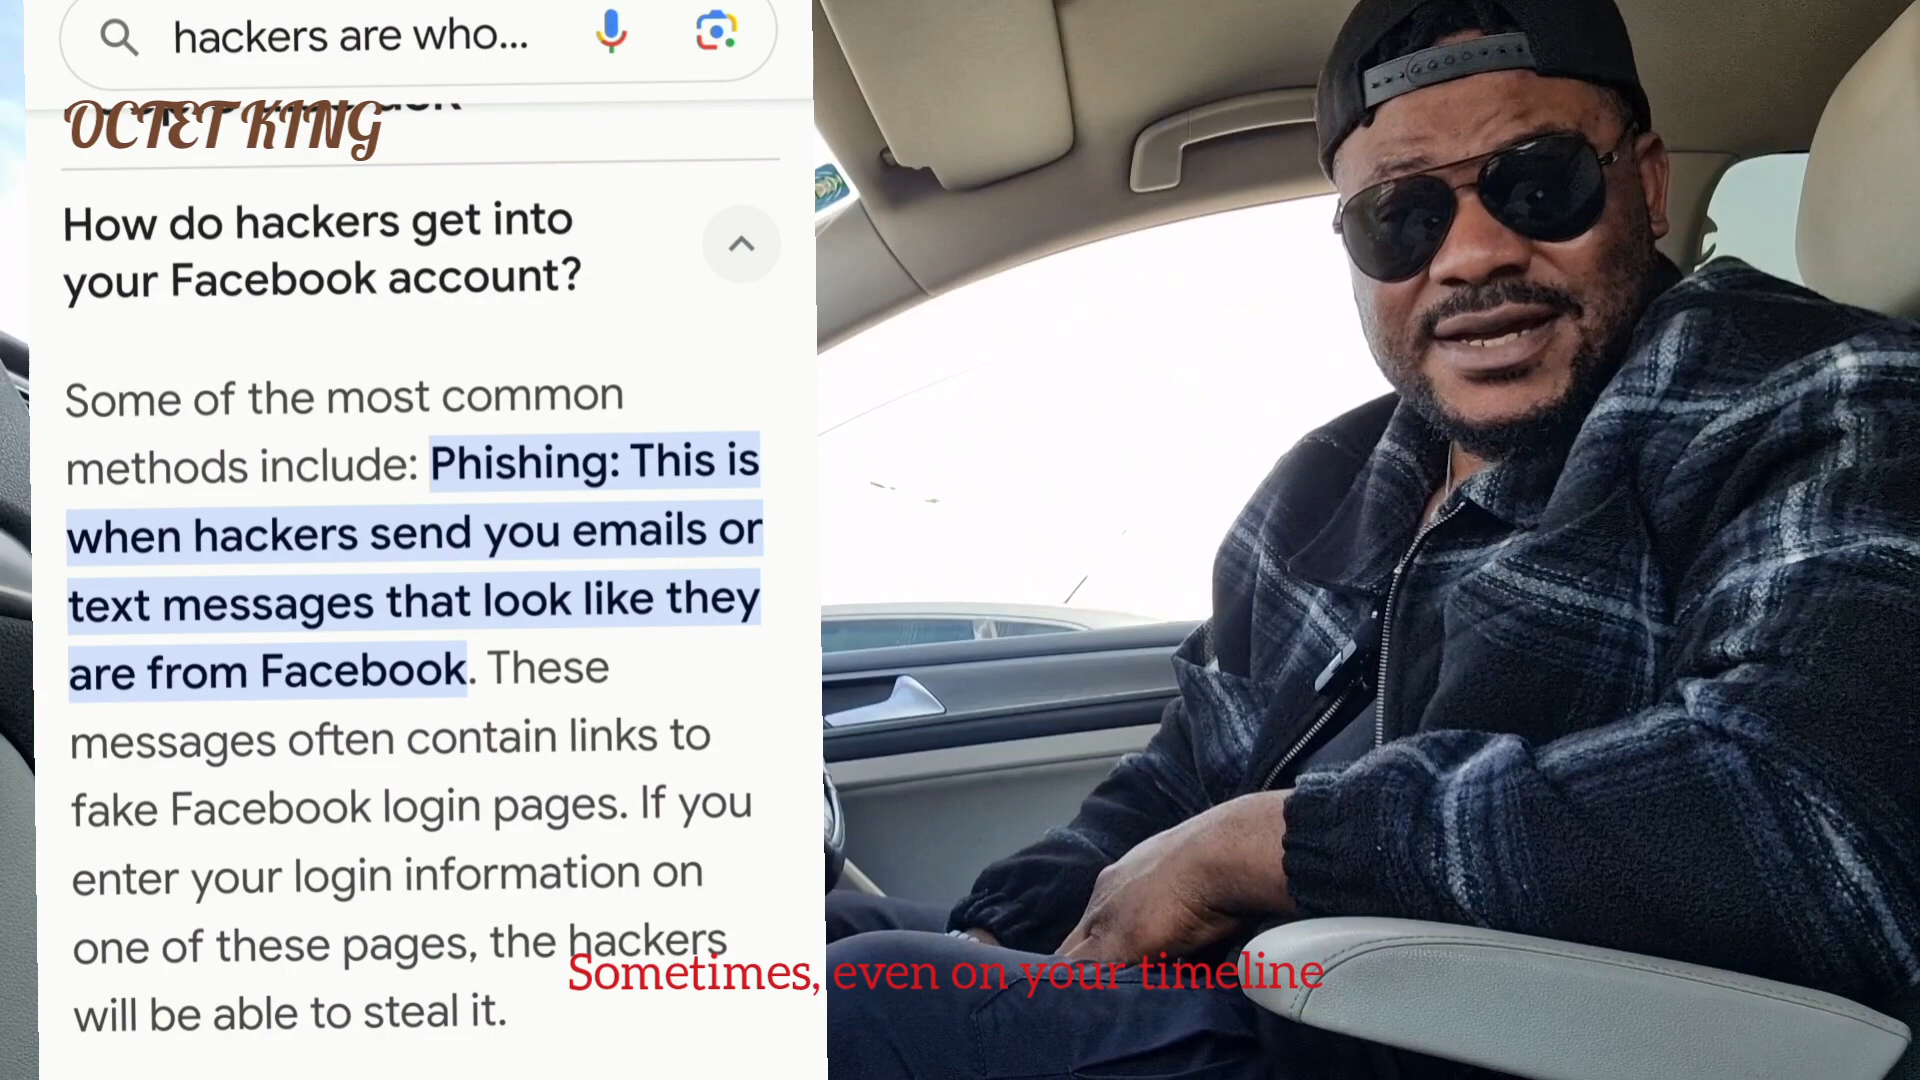 hackers are who...
OCTET KING
How do hackers get into
your Facebook account?
Some of the most common
methods include: Phishing: This is
when hackers send you emails or
text messages that look like they
are from Facebook. These
messages often contain links to
fake Facebook login pages. If you
enter your login information on
one of these pages, the hackers
will be able to steal it.
Sometimes, even on your timeline